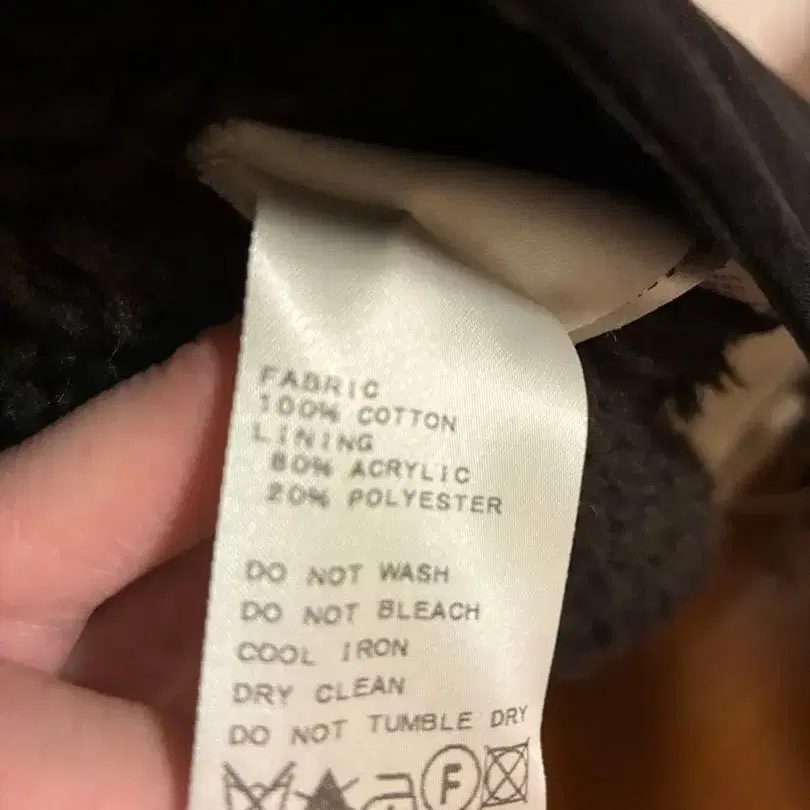 FABRIC
100% COTTON
LINING
80% ACRYLIC
20% POLYESTER
DO NOT WASH
DO NOT BLEACH
COOL IRON
DRY CLEAN
DO NOT TUMBLE DRY
F